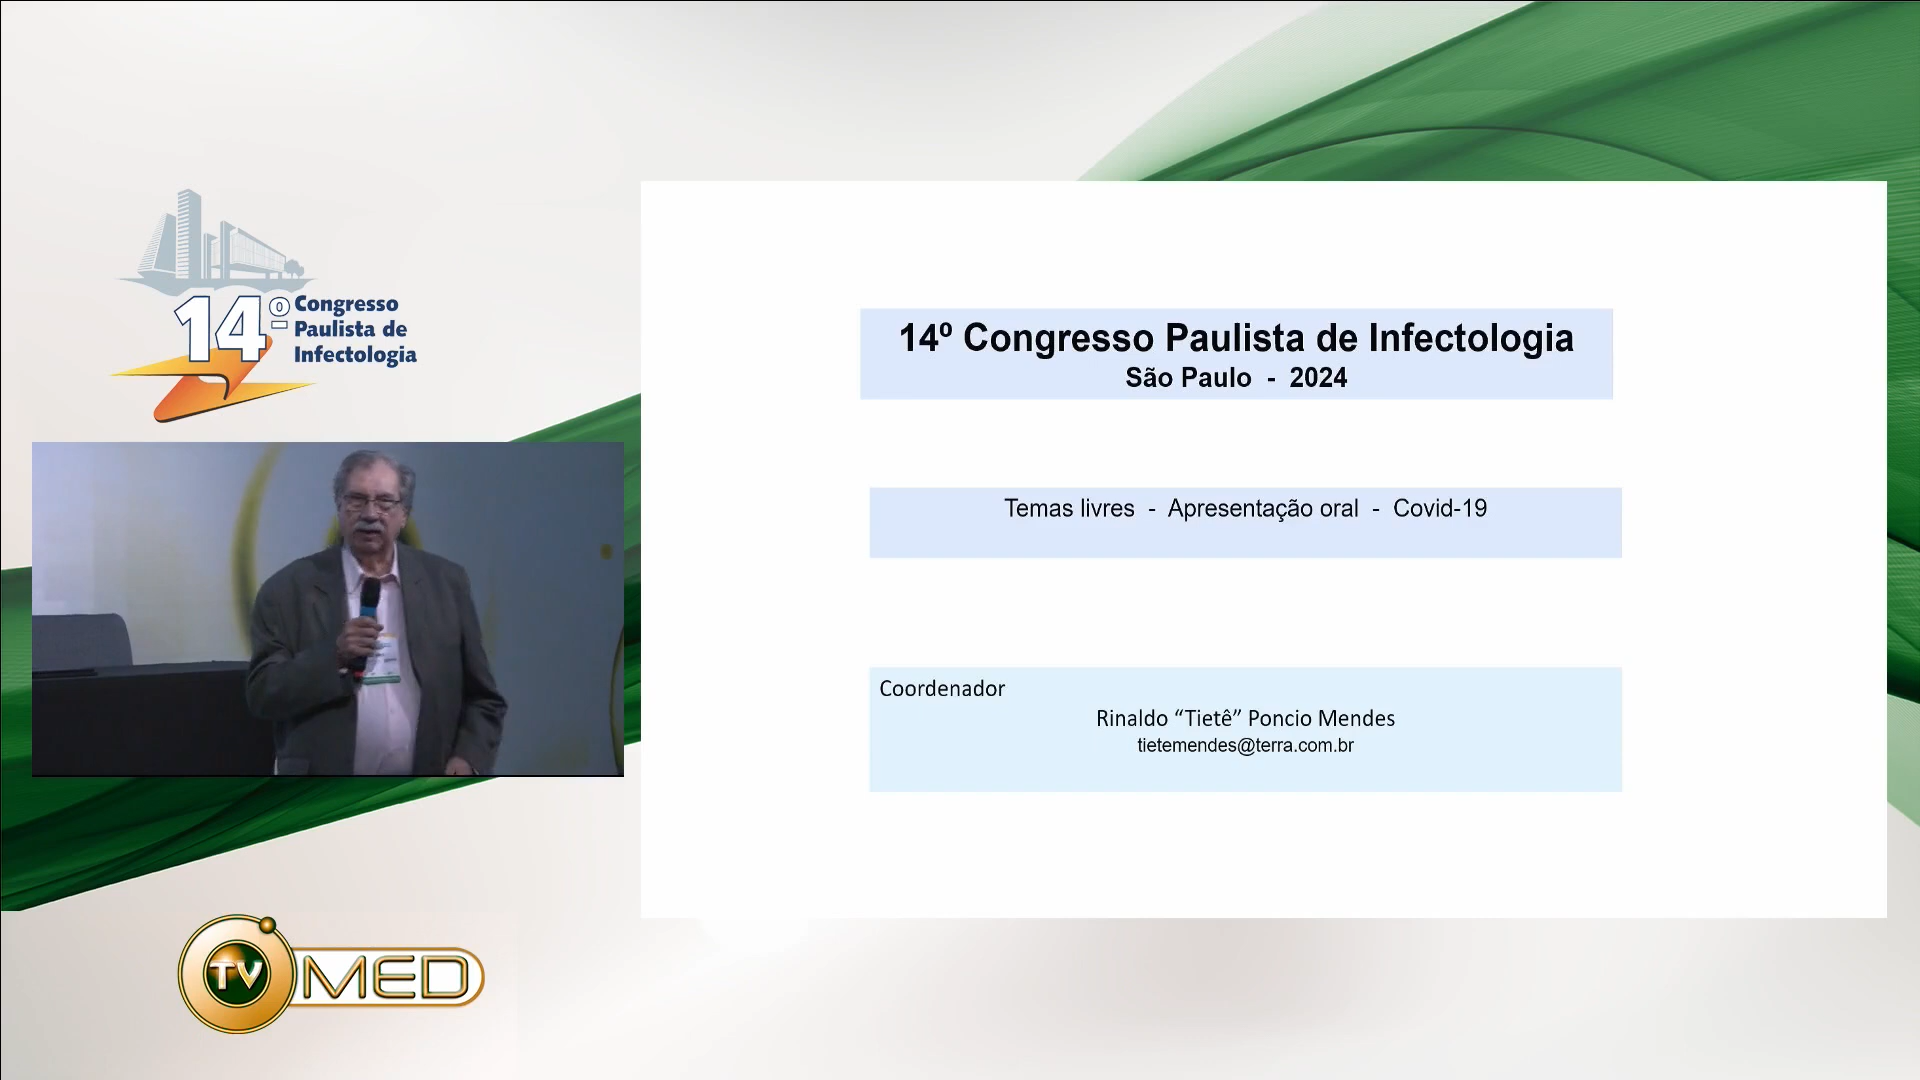 14º Congresso
Paulista de
Infectologia
14º Congresso Paulista de Infectologia
São Paulo - 2024
Temas livres - Apresentação oral - Covid-19
Coordenador
Rinaldo “Tietê” Poncio Mendes
tietemendes@terra.com.br
TV MED